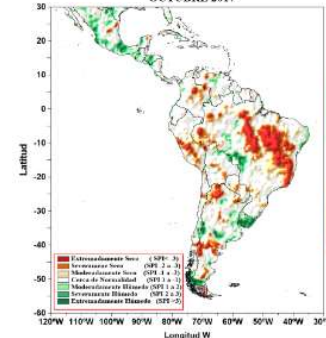 OCTUBRE 201
Latitud
30
20
10
0
-10
-20
-30
-40
-50
-60
Extremadamente Seco ( SPI< -3)
Severamente Seco (SPI -2 a -3)
Moderadamente Seco (SPI -1 a -2)
Cerca de Normalidad (SPI 1 a -1)
Moderadamente Húmedo (SPI 1 a 2)
Severamente Húmedo (SPI 2 a 3)
Extremadamente Húmedo (SPI >3)
120°W 110°W 100°W 90°W 80°W 70°W 60°W 50°W 40°W 30°
Longitud W